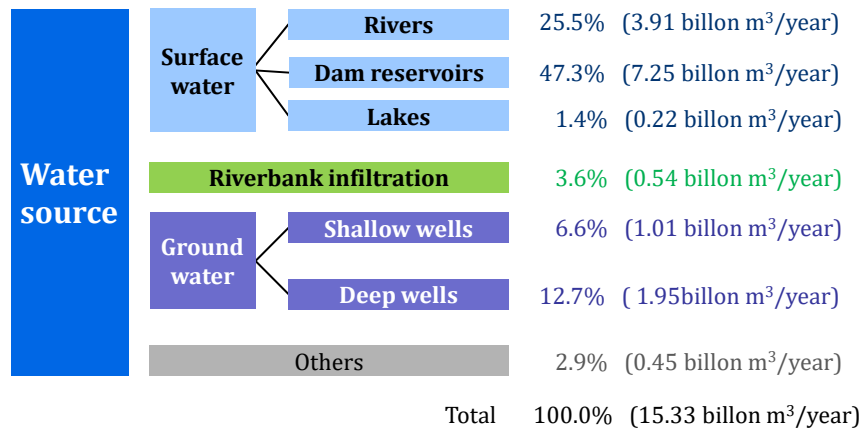 Water
source
Surface
water
Rivers 25.5% (3.91 billon m³/year)
Dam reservoirs 47.3% (7.25 billon m³/year)
Lakes 1.4% (0.22 billon m³/year)
Riverbank infiltration 3.6% (0.54 billon m³/year)
Ground
water
Shallow wells 6.6% (1.01 billon m³/year)
Deep wells 12.7% ( 1.95billon m³/year)
Others 2.9% (0.45 billon m³/year)
Total 100.0% (15.33 billon m³/year)